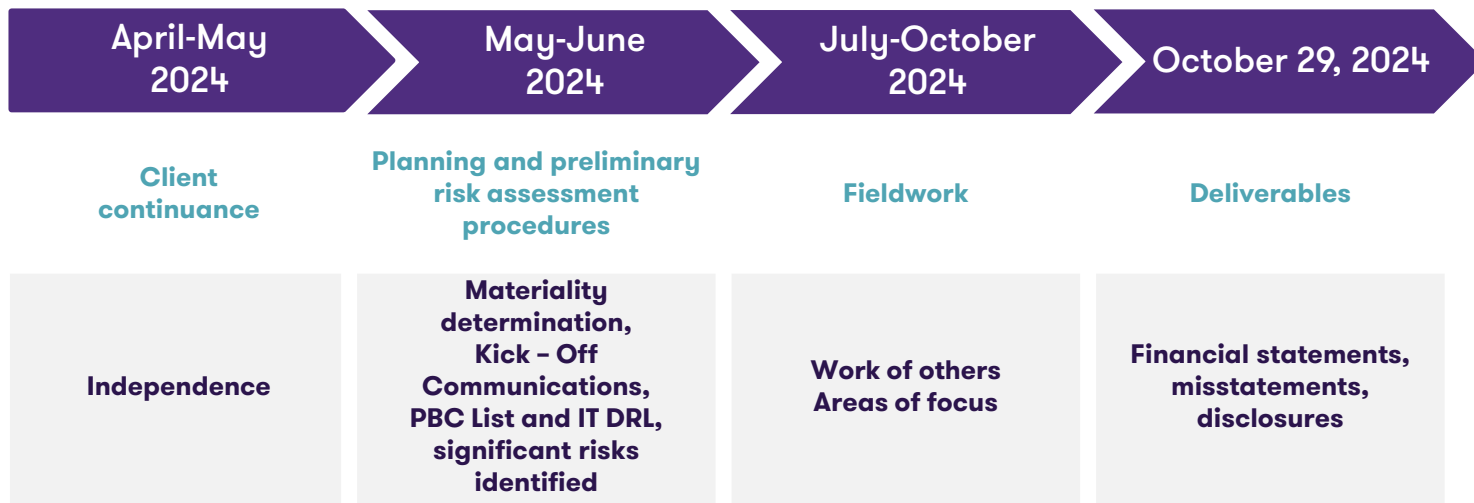 April-May
2024
May-June
2024
July-October
2024
October 29, 2024
Client
continuance
Planning and preliminary
risk assessment
procedures
Fieldwork
Deliverables
Independence
Materiality
determination,
Kick – Off
Communications,
PBC List and IT DRL,
significant risks
identified
Work of others
Areas of focus
Financial statements,
misstatements,
disclosures